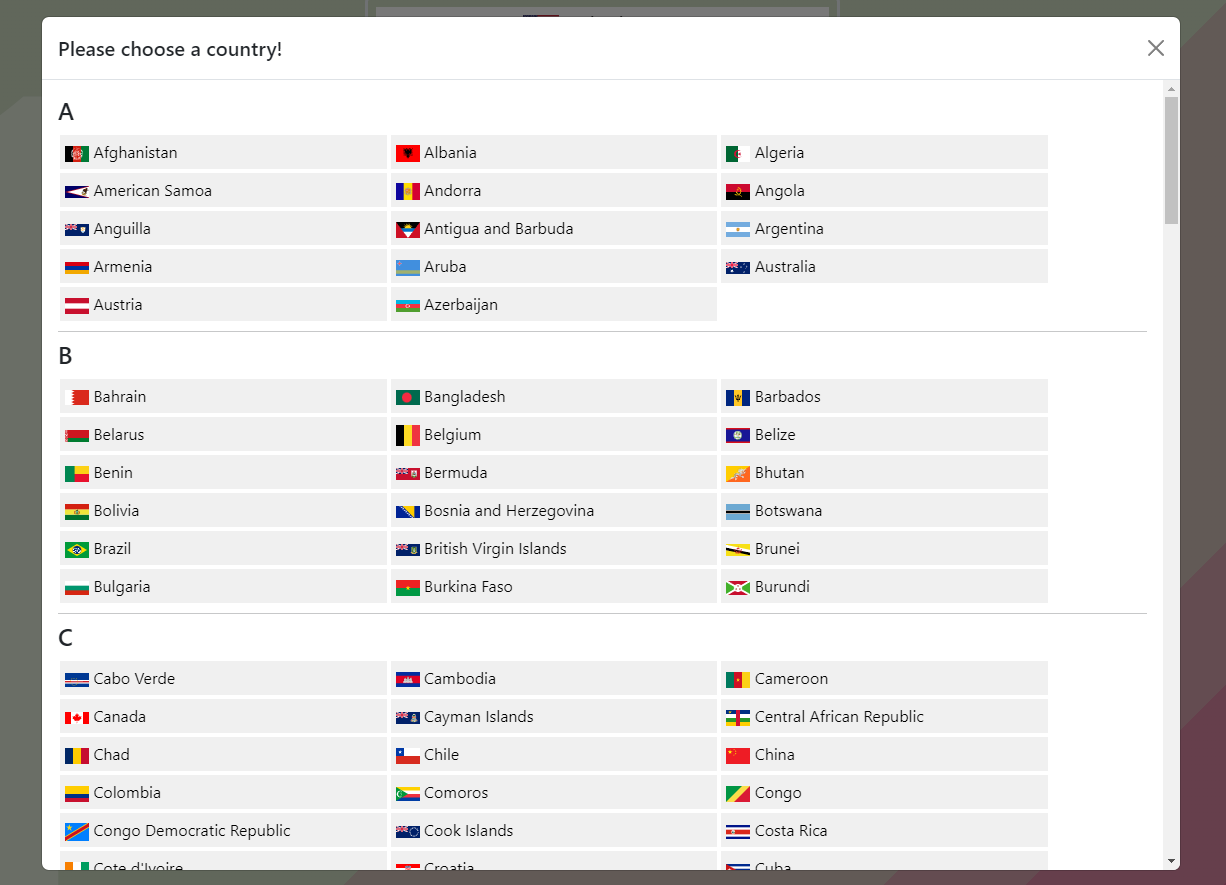 Please choose a country!
A
Afghanistan Albania Algeria
American Samoa Andorra Angola
Anguilla Antigua and Barbuda Argentina
Armenia Aruba Australia
Austria Azerbaijan
B
Bahrain Bangladesh Barbados
Belarus Belgium Belize
Benin Bermuda Bhutan
Bolivia Bosnia and Herzegovina Botswana
Brazil British Virgin Islands Brunei
Bulgaria Burkina Faso Burundi
C
Cabo Verde Cambodia Cameroon
Canada Cayman Islands Central African Republic
Chad Chile China
Colombia Comoros Congo
Congo Democratic Republic Cook Islands Costa Rica
Cote d'Ivoire Croatia Cuba